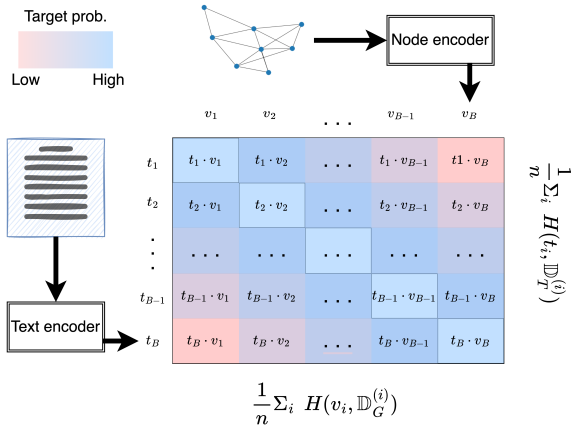 Target prob.
Low High
Node encoder
v_1 v_2 ... v_{B-1} v_B
t_1 t_1 · v_1 t_1 · v_2 ... t_1 · v_{B-1} t1 · v_B
t_2 t_2 · v_1 t_2 · v_2 ... t_2 · v_{B-1} t_2 · v_B
... ... ... ... ... ...
t_{B-1} t_{B-1} · v_1 t_{B-1} · v_2 ... t_{B-1} · v_{B-1} t_{B-1} · v_B
t_B t_B · v_1 t_B · v_2 ... t_B · v_{B-1} t_B · v_B
Text encoder
\frac{1}{n} Σ_i H(t_i, 𝔻_T^{(i)})
\frac{1}{n} Σ_i H(v_i, 𝔻_G^{(i)})